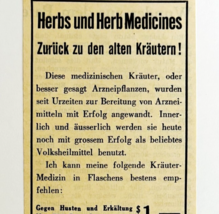 Herbs und Herb Medicines
Zurück zu den alten Kräutern!
Diese medizinischen Kräuter, oder
besser gesagt Arzneipflanzen, wurden
seit Urzeiten zur Bereitung von Arznei-
mitteln mit Erfolg angewandt. Inner-
lich und äusserlich werden sie heute
noch mit grossem Erfolg als beliebtes
Volksheilmittel benutzt.
Ich kann meine folgende Kräuter-
Medizin in Flaschens bestens emp-
fehlen:
Gegen Husten und Erkältung $1